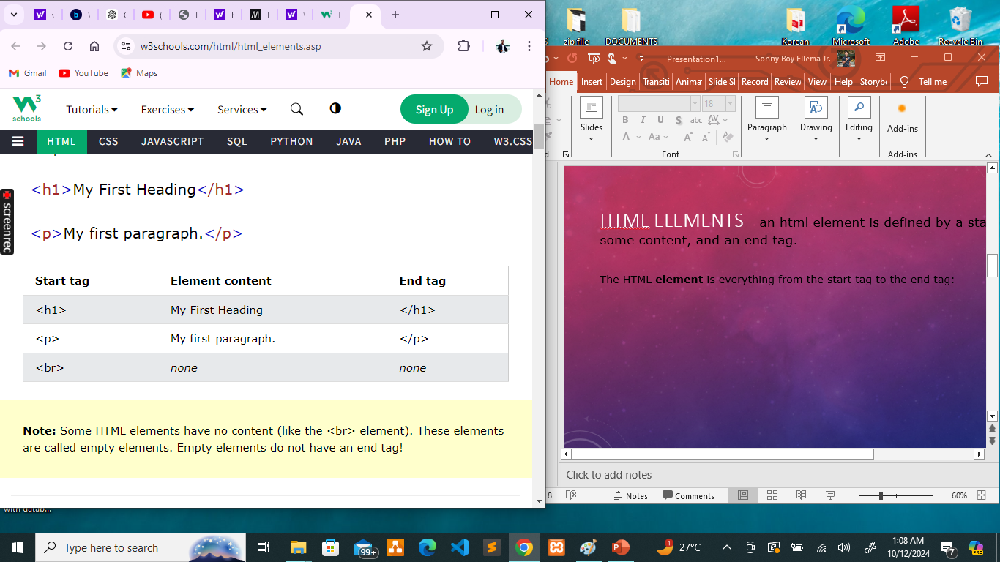 w3schools.com/html/html_elements.asp
Gmail YouTube Maps
W3 schools Tutorials Exercises Services Sign Up Log in
HTML CSS JAVASCRIPT SQL PYTHON JAVA PHP HOW TO W3.CSS
<h1>My First Heading</h1>
<p>My first paragraph.</p>
screenrec
Start tag Element content End tag
<h1> My First Heading </h1>
<p> My first paragraph. </p>
<br> none none
Note: Some HTML elements have no content (like the <br> element). These elements
are called empty elements. Empty elements do not have an end tag!
with datab...
zip file DOCUMENTS Korean Microsoft Adobe Recycle Bin
Presentation1... Sonny Boy Ellema Jr.
Home Insert Design Transiti Anima Slide Sl Record Review View Help Storybo Tell me
Slides 18 Paragraph Drawing Editing Add-ins
B I U S abc AV
A Aa A A
Font Add-ins
HTML ELEMENTS - an html element is defined by a sta
some content, and an end tag.
The HTML element is everything from the start tag to the end tag:
Click to add notes
8 Notes Comments 60%
Type here to search 99+ 1 27°C 1:08 AM
10/12/2024 7 PRE